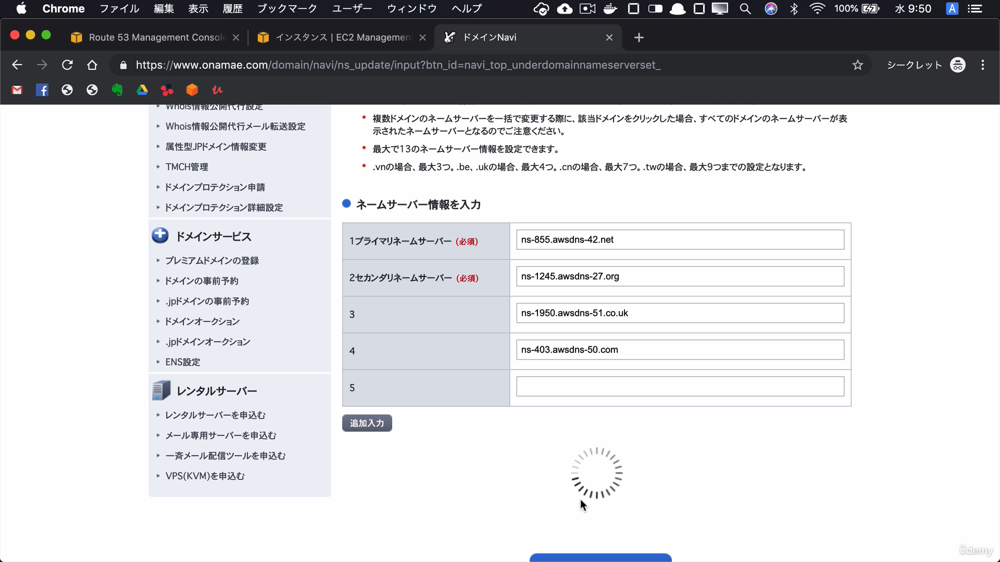 Chrome ファイル 編集 表示 履歴 ブックマーク ユーザー ウィンドウ ヘルプ 100% 水 9:50 A
Route 53 Management Console インスタンス | EC2 Management ドメインNavi
https://www.onamae.com/domain/navi/ns_update/input?btn_id=navi_top_underdomainnameserverset_ シークレット
Whois情報公開代行設定
Whois情報公開代行メール転送設定
属性型JPドメイン情報変更
TMCH管理
ドメインプロテクション申請
ドメインプロテクション詳細設定
ドメインサービス
プレミアムドメインの登録
ドメインの事前予約
.jpドメインの事前予約
ドメインオークション
.jpドメインオークション
ENS設定
レンタルサーバー
レンタルサーバーを申込む
メール専用サーバーを申込む
一斉メール配信ツールを申込む
VPS(KVM)を申込む
複数ドメインのネームサーバーを一括で変更する際に、該当ドメインをクリックした場合、すべてのドメインのネームサーバーが表
示されたネームサーバーとなるのでご注意ください。
最大で13のネームサーバー情報を設定できます。
.vnの場合、最大3つ。.be、.ukの場合、最大4つ。.cnの場合、最大7つ。.twの場合、最大9つまでの設定となります。
ネームサーバー情報を入力
1プライマリネームサーバー (必須) ns-855.awsdns-42.net
2セカンダリネームサーバー (必須) ns-1245.awsdns-27.org
3 ns-1950.awsdns-51.co.uk
4 ns-403.awsdns-50.com
5
追加入力
ûdemy